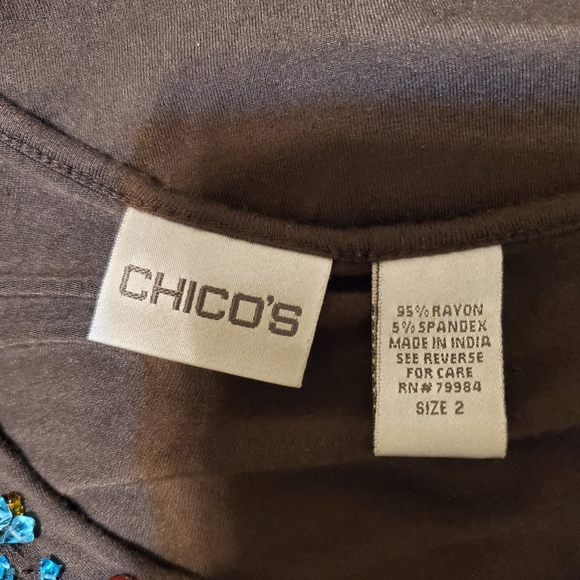 CHICO'S
95% RAYON
5% SPANDEX
MADE IN INDIA
SEE REVERSE
FOR CARE
RN# 79984
SIZE 2